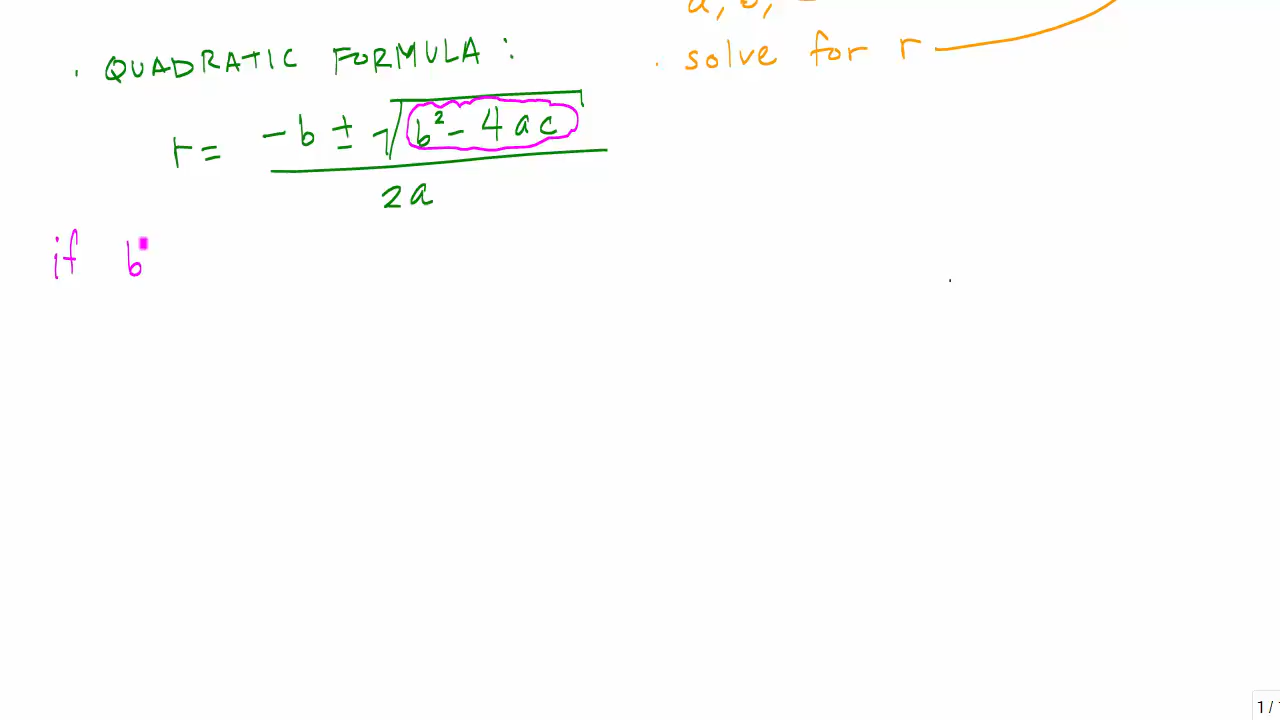 a, b,
solve for r
· QUADRATIC FORMULA :
r = -b ± √(b² - 4ac) / 2a
if b
1 /